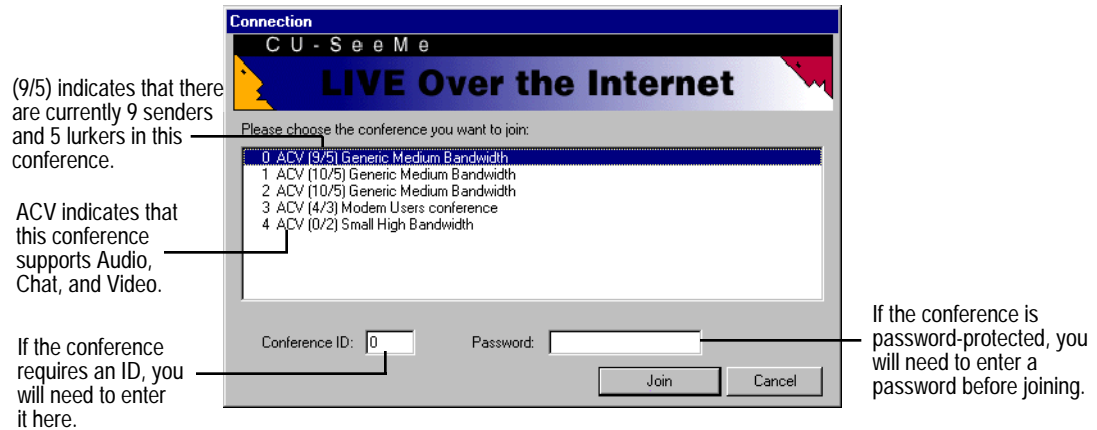 Connection
CU-SeeMe
LIVE Over the Internet
(9/5) indicates that there
are currently 9 senders
and 5 lurkers in this
conference.
Please choose the conference you want to join:
0 ACV (9/5) Generic Medium Bandwidth
1 ACV (10/5) Generic Medium Bandwidth
2 ACV (10/5) Generic Medium Bandwidth
3 ACV (4/3) Modem Users conference
4 ACV (0/2) Small High Bandwidth
ACV indicates that
this conference
supports Audio,
Chat, and Video.
If the conference
requires an ID, you
will need to enter
it here.
Conference ID: 0
Password:
Join
Cancel
If the conference is
password-protected, you
will need to enter a
password before joining.